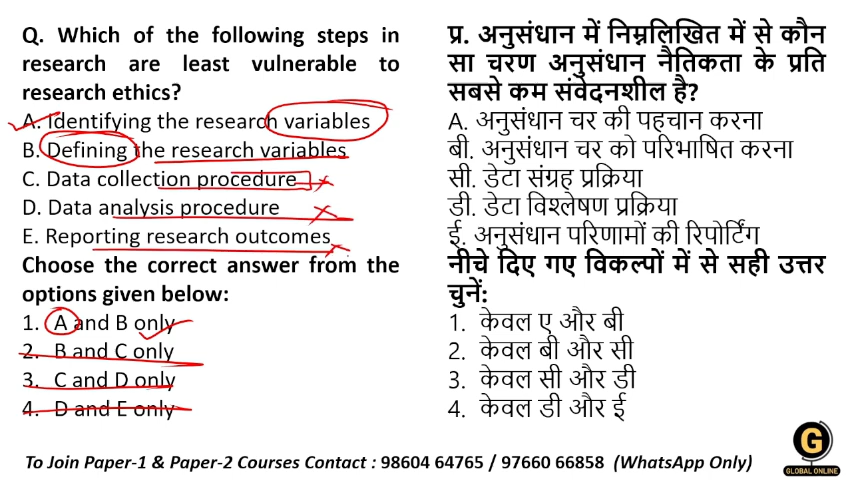 Q. Which of the following steps in
research are least vulnerable to
research ethics?
A. Identifying the research variables
B. Defining the research variables
C. Data collection procedure
D. Data analysis procedure
E. Reporting research outcomes
Choose the correct answer from the
options given below:
1. A and B only
2. B and C only
3. C and D only
4. D and E only
प्र. अनुसंधान में निम्नलिखित में से कौन
सा चरण अनुसंधान नैतिकता के प्रति
सबसे कम संवेदनशील है?
A. अनुसंधान चर की पहचान करना
बी. अनुसंधान चर को परिभाषित करना
सी. डेटा संग्रह प्रक्रिया
डी. डेटा विश्लेषण प्रक्रिया
ई. अनुसंधान परिणामों की रिपोर्टिंग
नीचे दिए गए विकल्पों में से सही उत्तर
चुनें:
1. केवल ए और बी
2. केवल बी और सी
3. केवल सी और डी
4. केवल डी और ई
To Join Paper-1 & Paper-2 Courses Contact : 98604 64765 / 97660 66858 (WhatsApp Only)
G
GLOBAL ONLINE